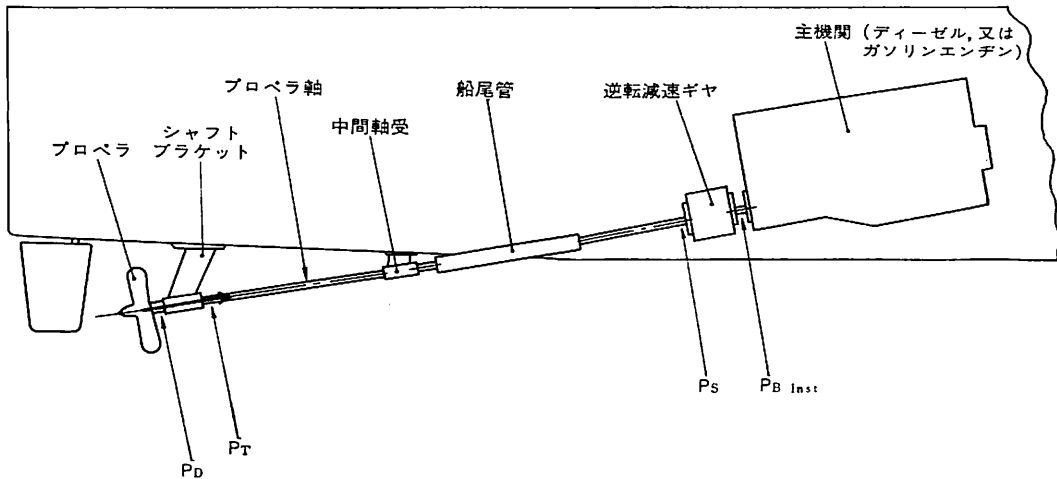 主機関 (ディーゼル,又は
ガソリンエンヂン)
逆転減速ギヤ
船尾管
プロペラ軸
中間軸受
シャフト
ブラケット
プロペラ
PS
PB Inst
PT
PD